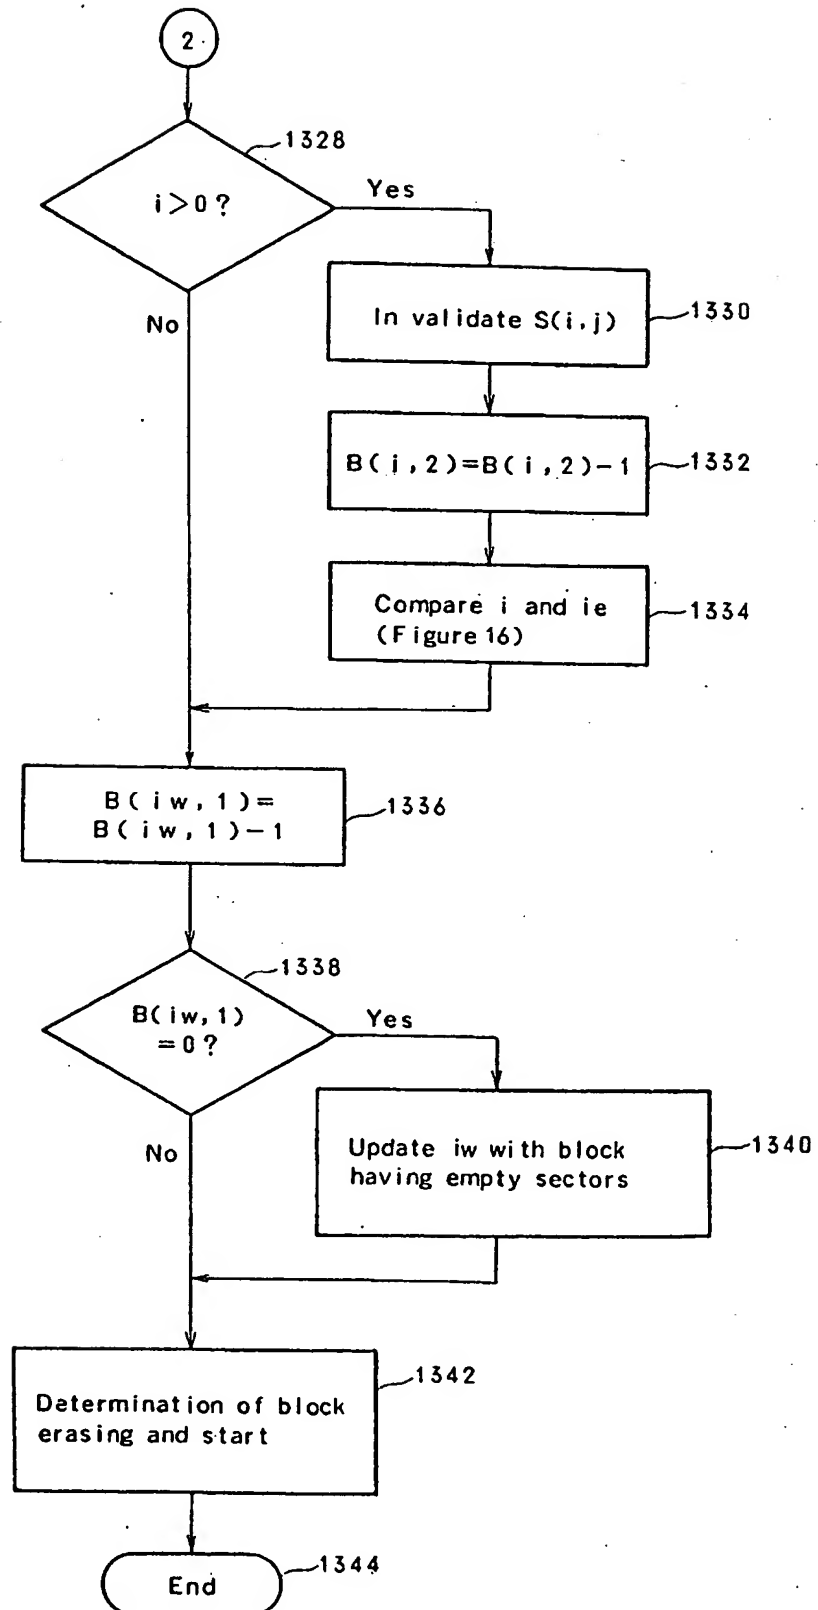 2
1328
i>0?
Yes
No
In validate S(i,j)
1330
B(i,2)=B(i,2)-1
1332
Compare i and ie
(Figure 16)
1334
B(iw,1)=
B(iw,1)-1
1336
1338
B(iw,1)
=0?
Yes
No
Update iw with block
having empty sectors
1340
1342
Determination of block
erasing and start
1344
End